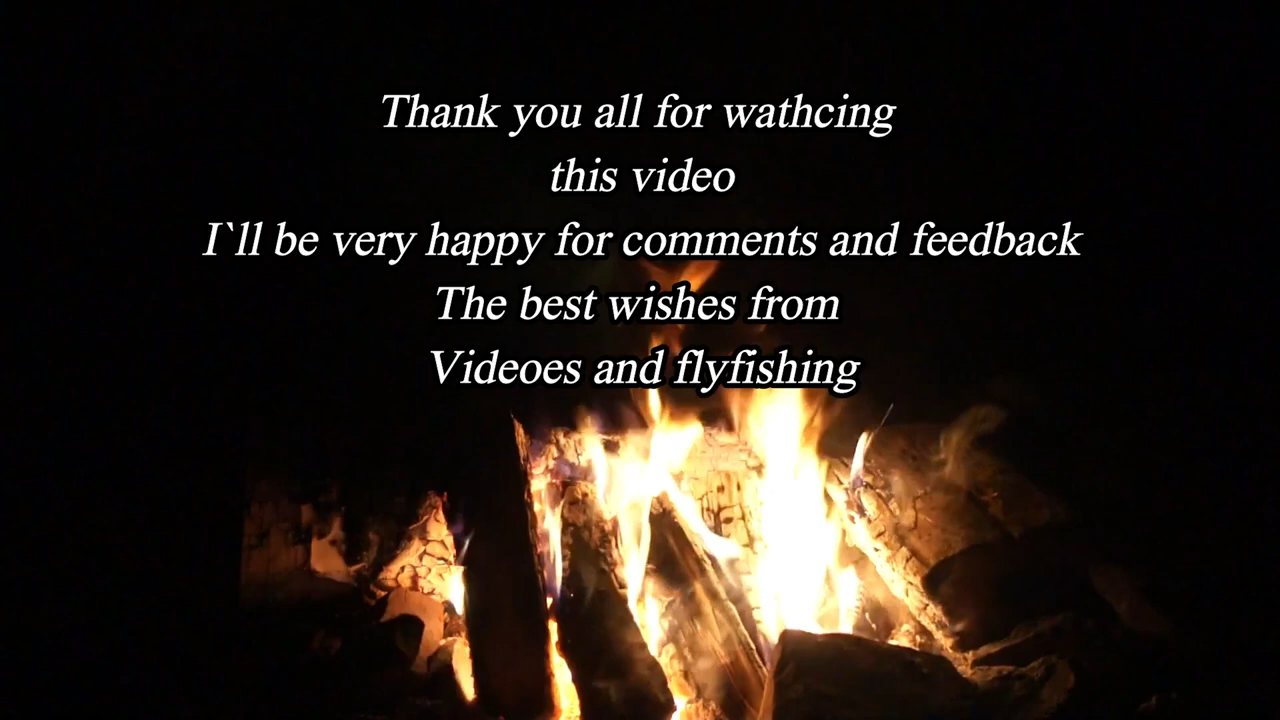 Thank you all for wathcing
this video
I`ll be very happy for comments and feedback
The best wishes from
Videoes and flyfishing